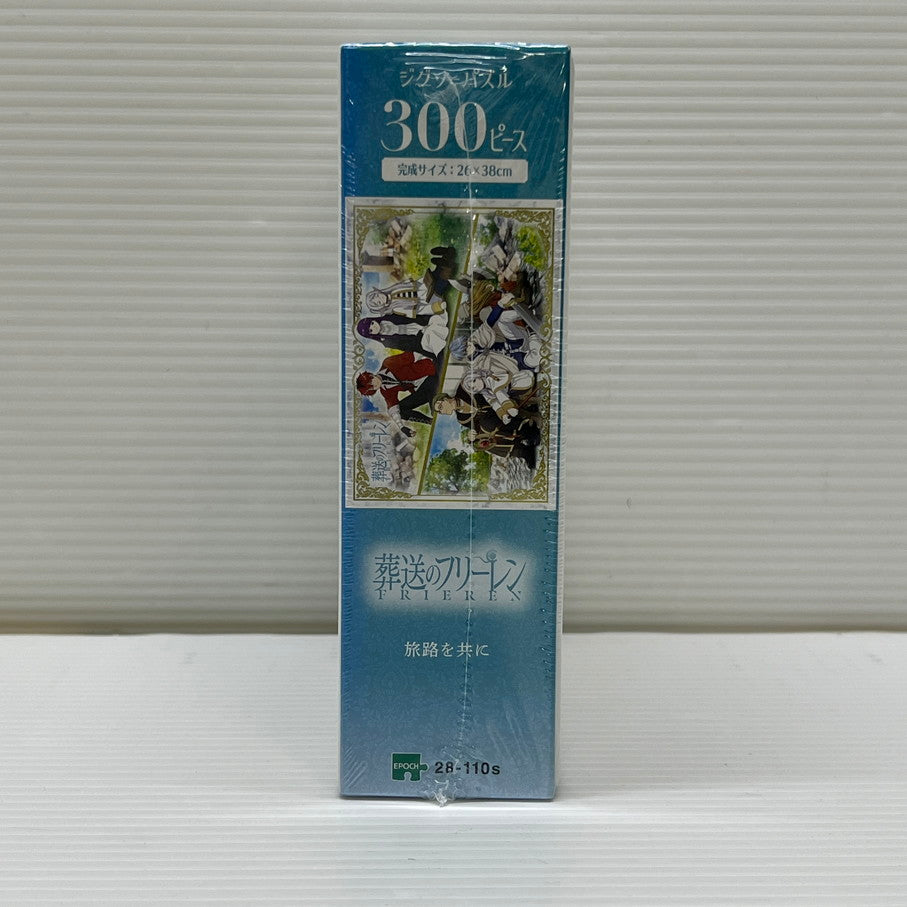 ジグソーパズル
300ピース
完成サイズ：26×38cm
葬送のフリーレン
葬送のフリーレン
FRIEREN
旅路を共に
EPOCH 28-110s